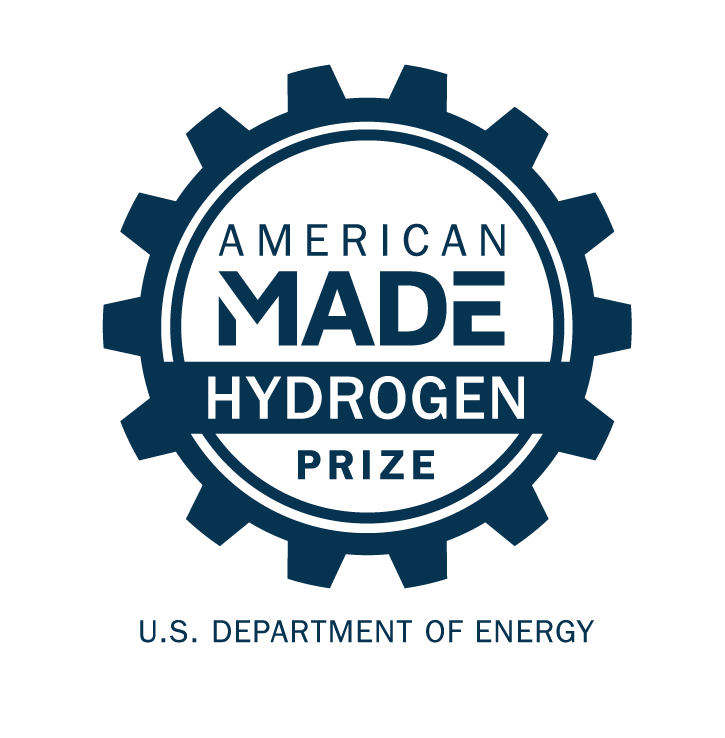 AMERICAN
MADE
HYDROGEN
PRIZE
U.S. DEPARTMENT OF ENERGY